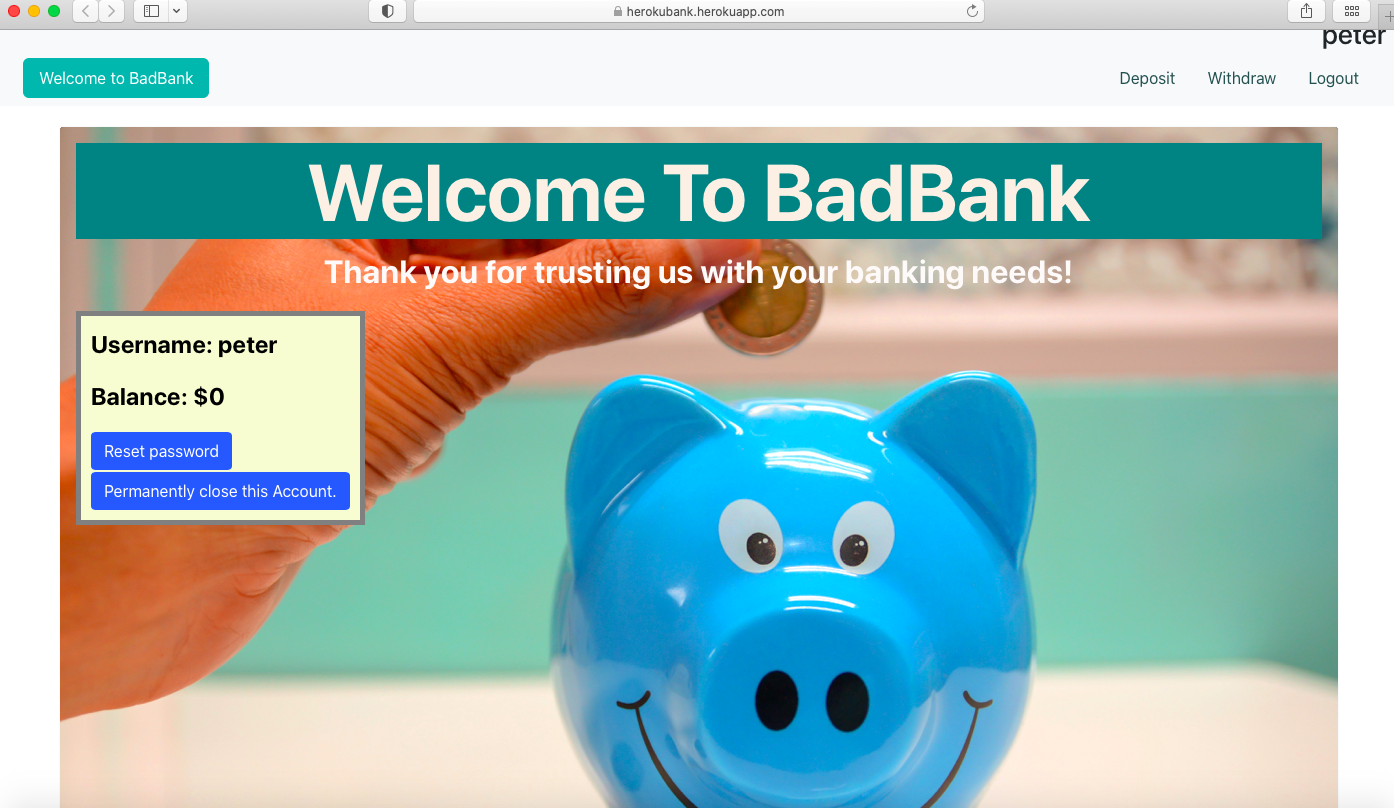 herokubank.herokuapp.com
peter
Welcome to BadBank
Deposit Withdraw Logout
Welcome To BadBank
Thank you for trusting us with your banking needs!
Username: peter
Balance: $0
Reset password
Permanently close this Account.